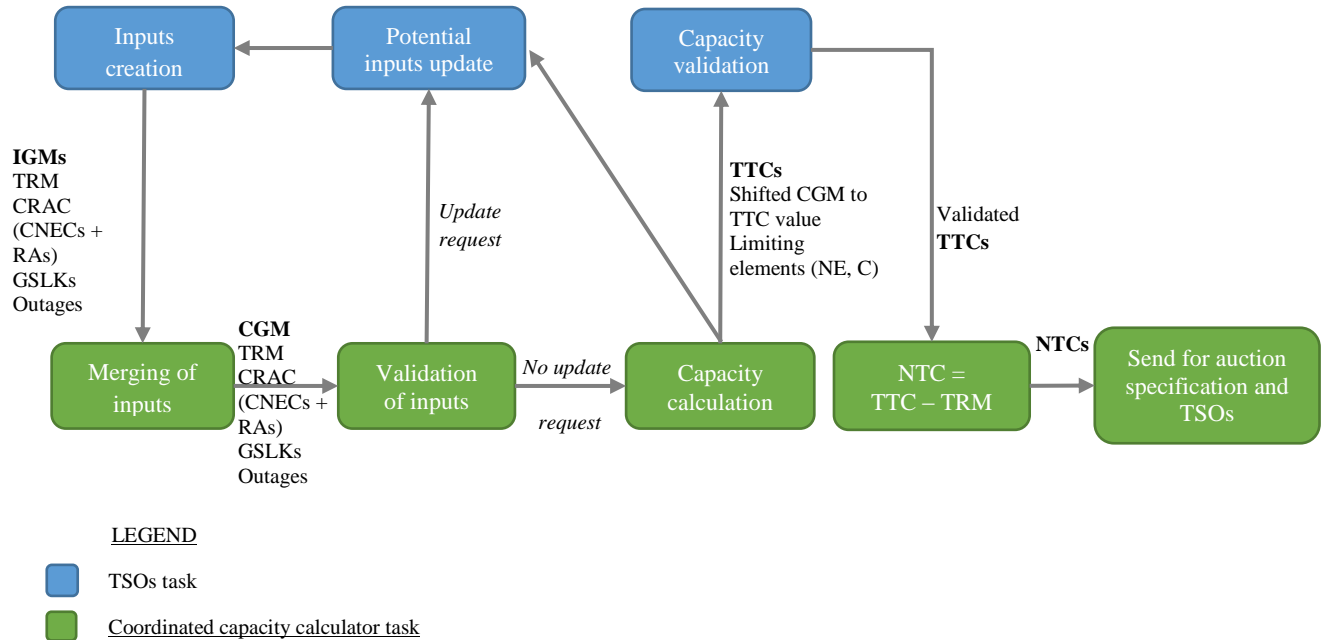 Inputs
creation
Potential
inputs update
Capacity
validation
IGMs
TRM
CRAC
(CNECs +
RAs)
GSLKs
Outages
Update
request
TTCs
Shifted CGM to
TTC value
Limiting
elements (NE, C)
Validated
TTCs
Merging of
inputs
CGM
TRM
CRAC
(CNECs +
RAs)
GSLKs
Outages
Validation
of inputs
No update
request
Capacity
calculation
NTC =
TTC – TRM
NTCs
Send for auction
specification and
TSOs
LEGEND
TSOs task
Coordinated capacity calculator task